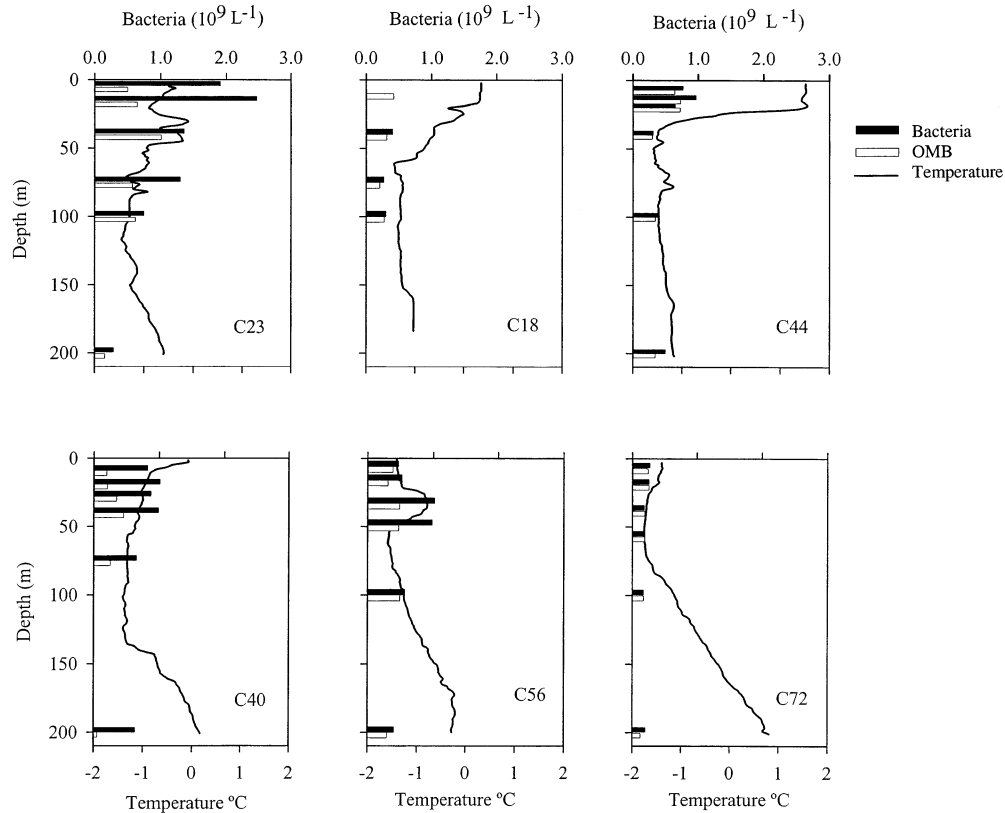 Bacteria (10⁹ L⁻¹) Bacteria (10⁹ L⁻¹) Bacteria (10⁹ L⁻¹)
0.0 1.0 2.0 3.0 0.0 1.0 2.0 3.0 0.0 1.0 2.0 3.0
0
50
100
150
200
Depth (m)
C23
C18
C44
Bacteria
OMB
Temperature
0
50
100
150
200
Depth (m)
C40
C56
C72
-2 -1 0 1 2 -2 -1 0 1 2 -2 -1 0 1 2
Temperature ºC Temperature ºC Temperature ºC